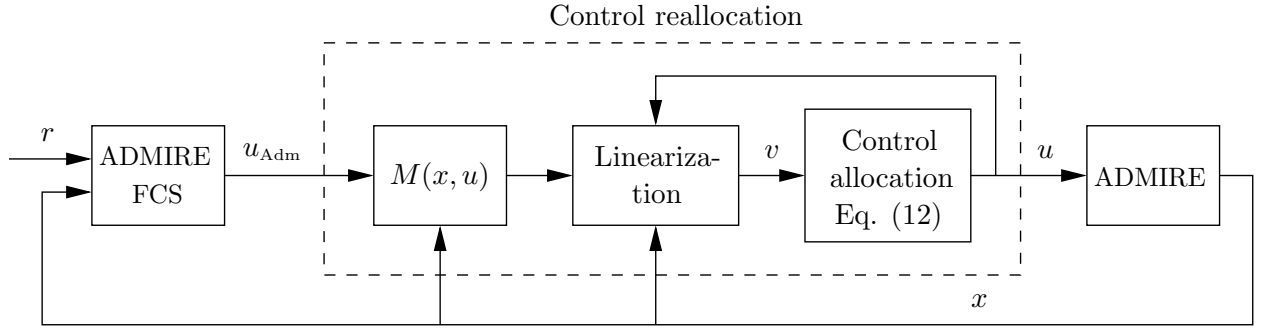 Control reallocation
r
ADMIRE
FCS
u_Adm
M(x, u)
Lineariza-
tion
v
Control
allocation
Eq. (12)
u
ADMIRE
x